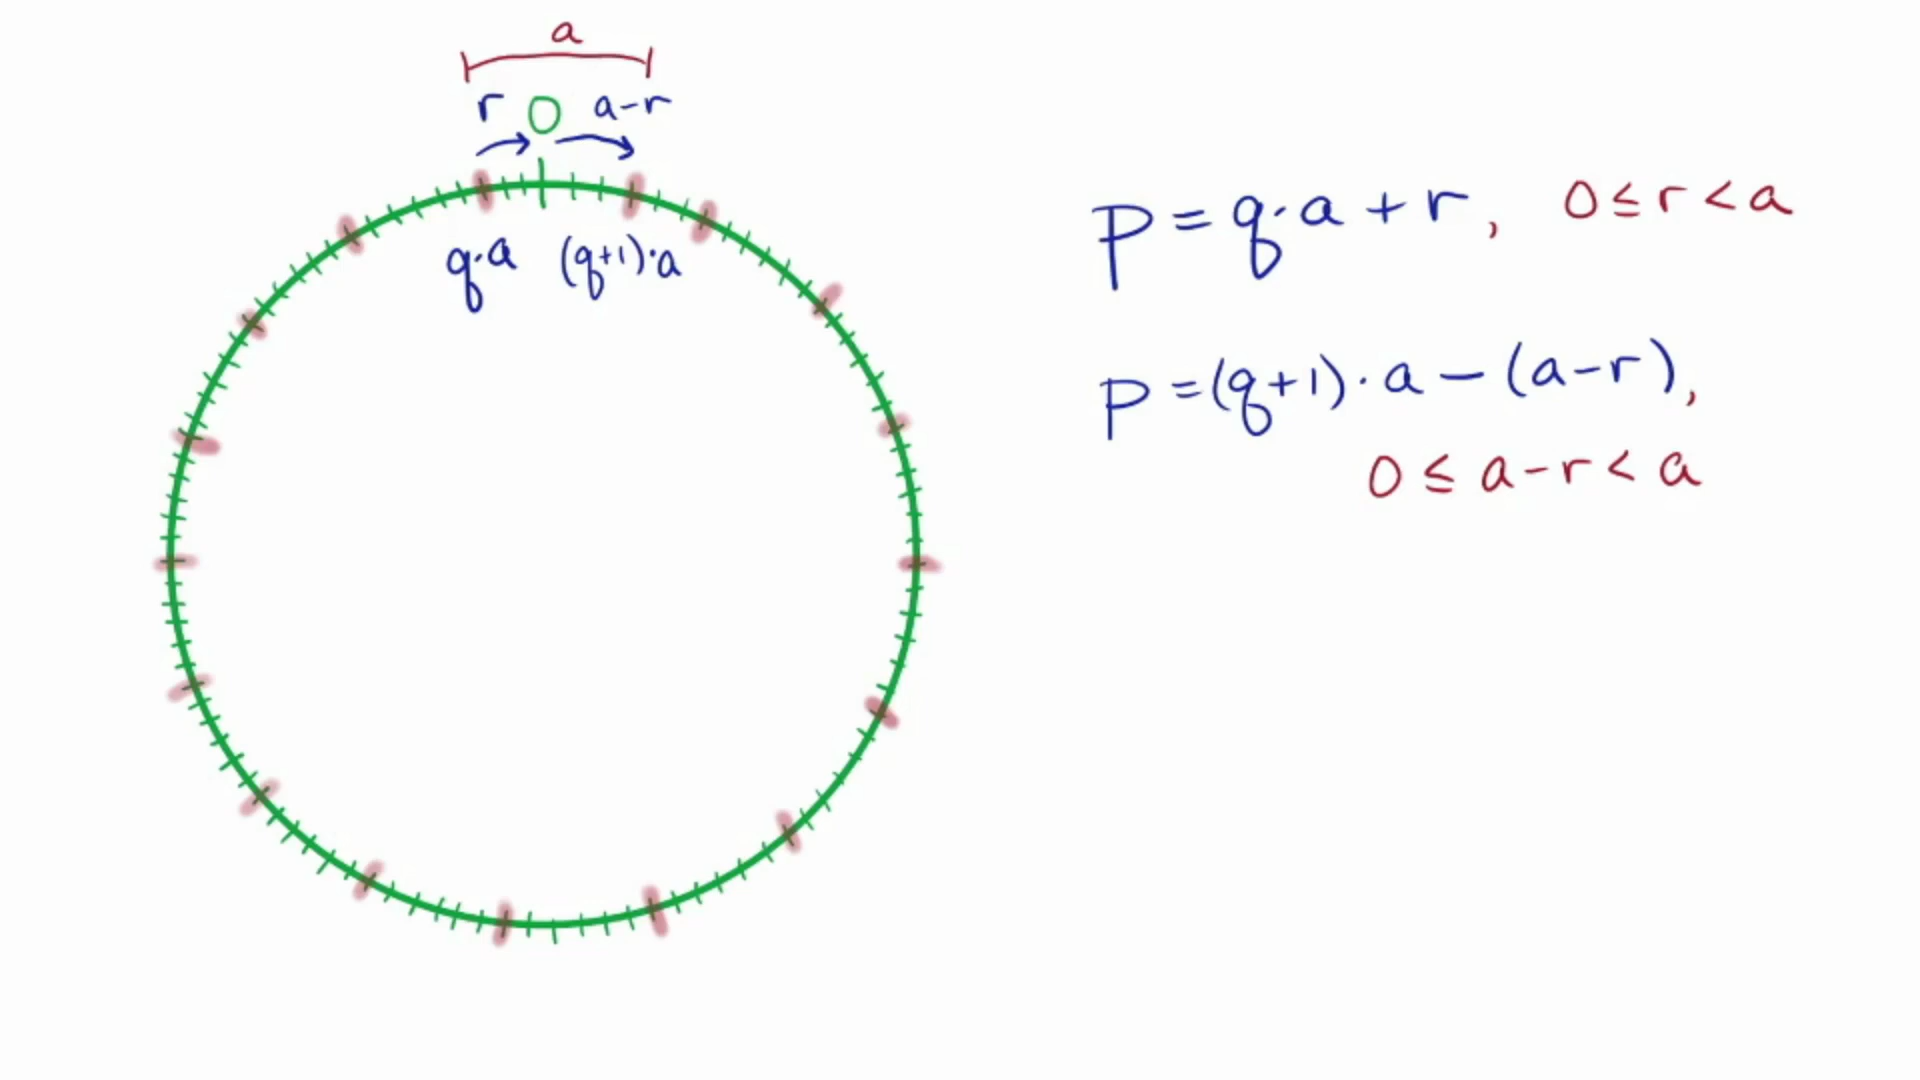 a
r 0 a-r
q·a (q+1)·a
p = q·a + r, 0 ≤ r < a
p = (q+1)·a - (a-r),
0 ≤ a-r < a